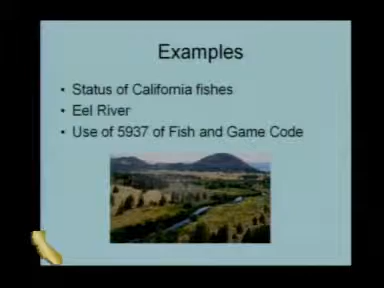 Examples
• Status of California fishes
• Eel River
• Use of 5937 of Fish and Game Code